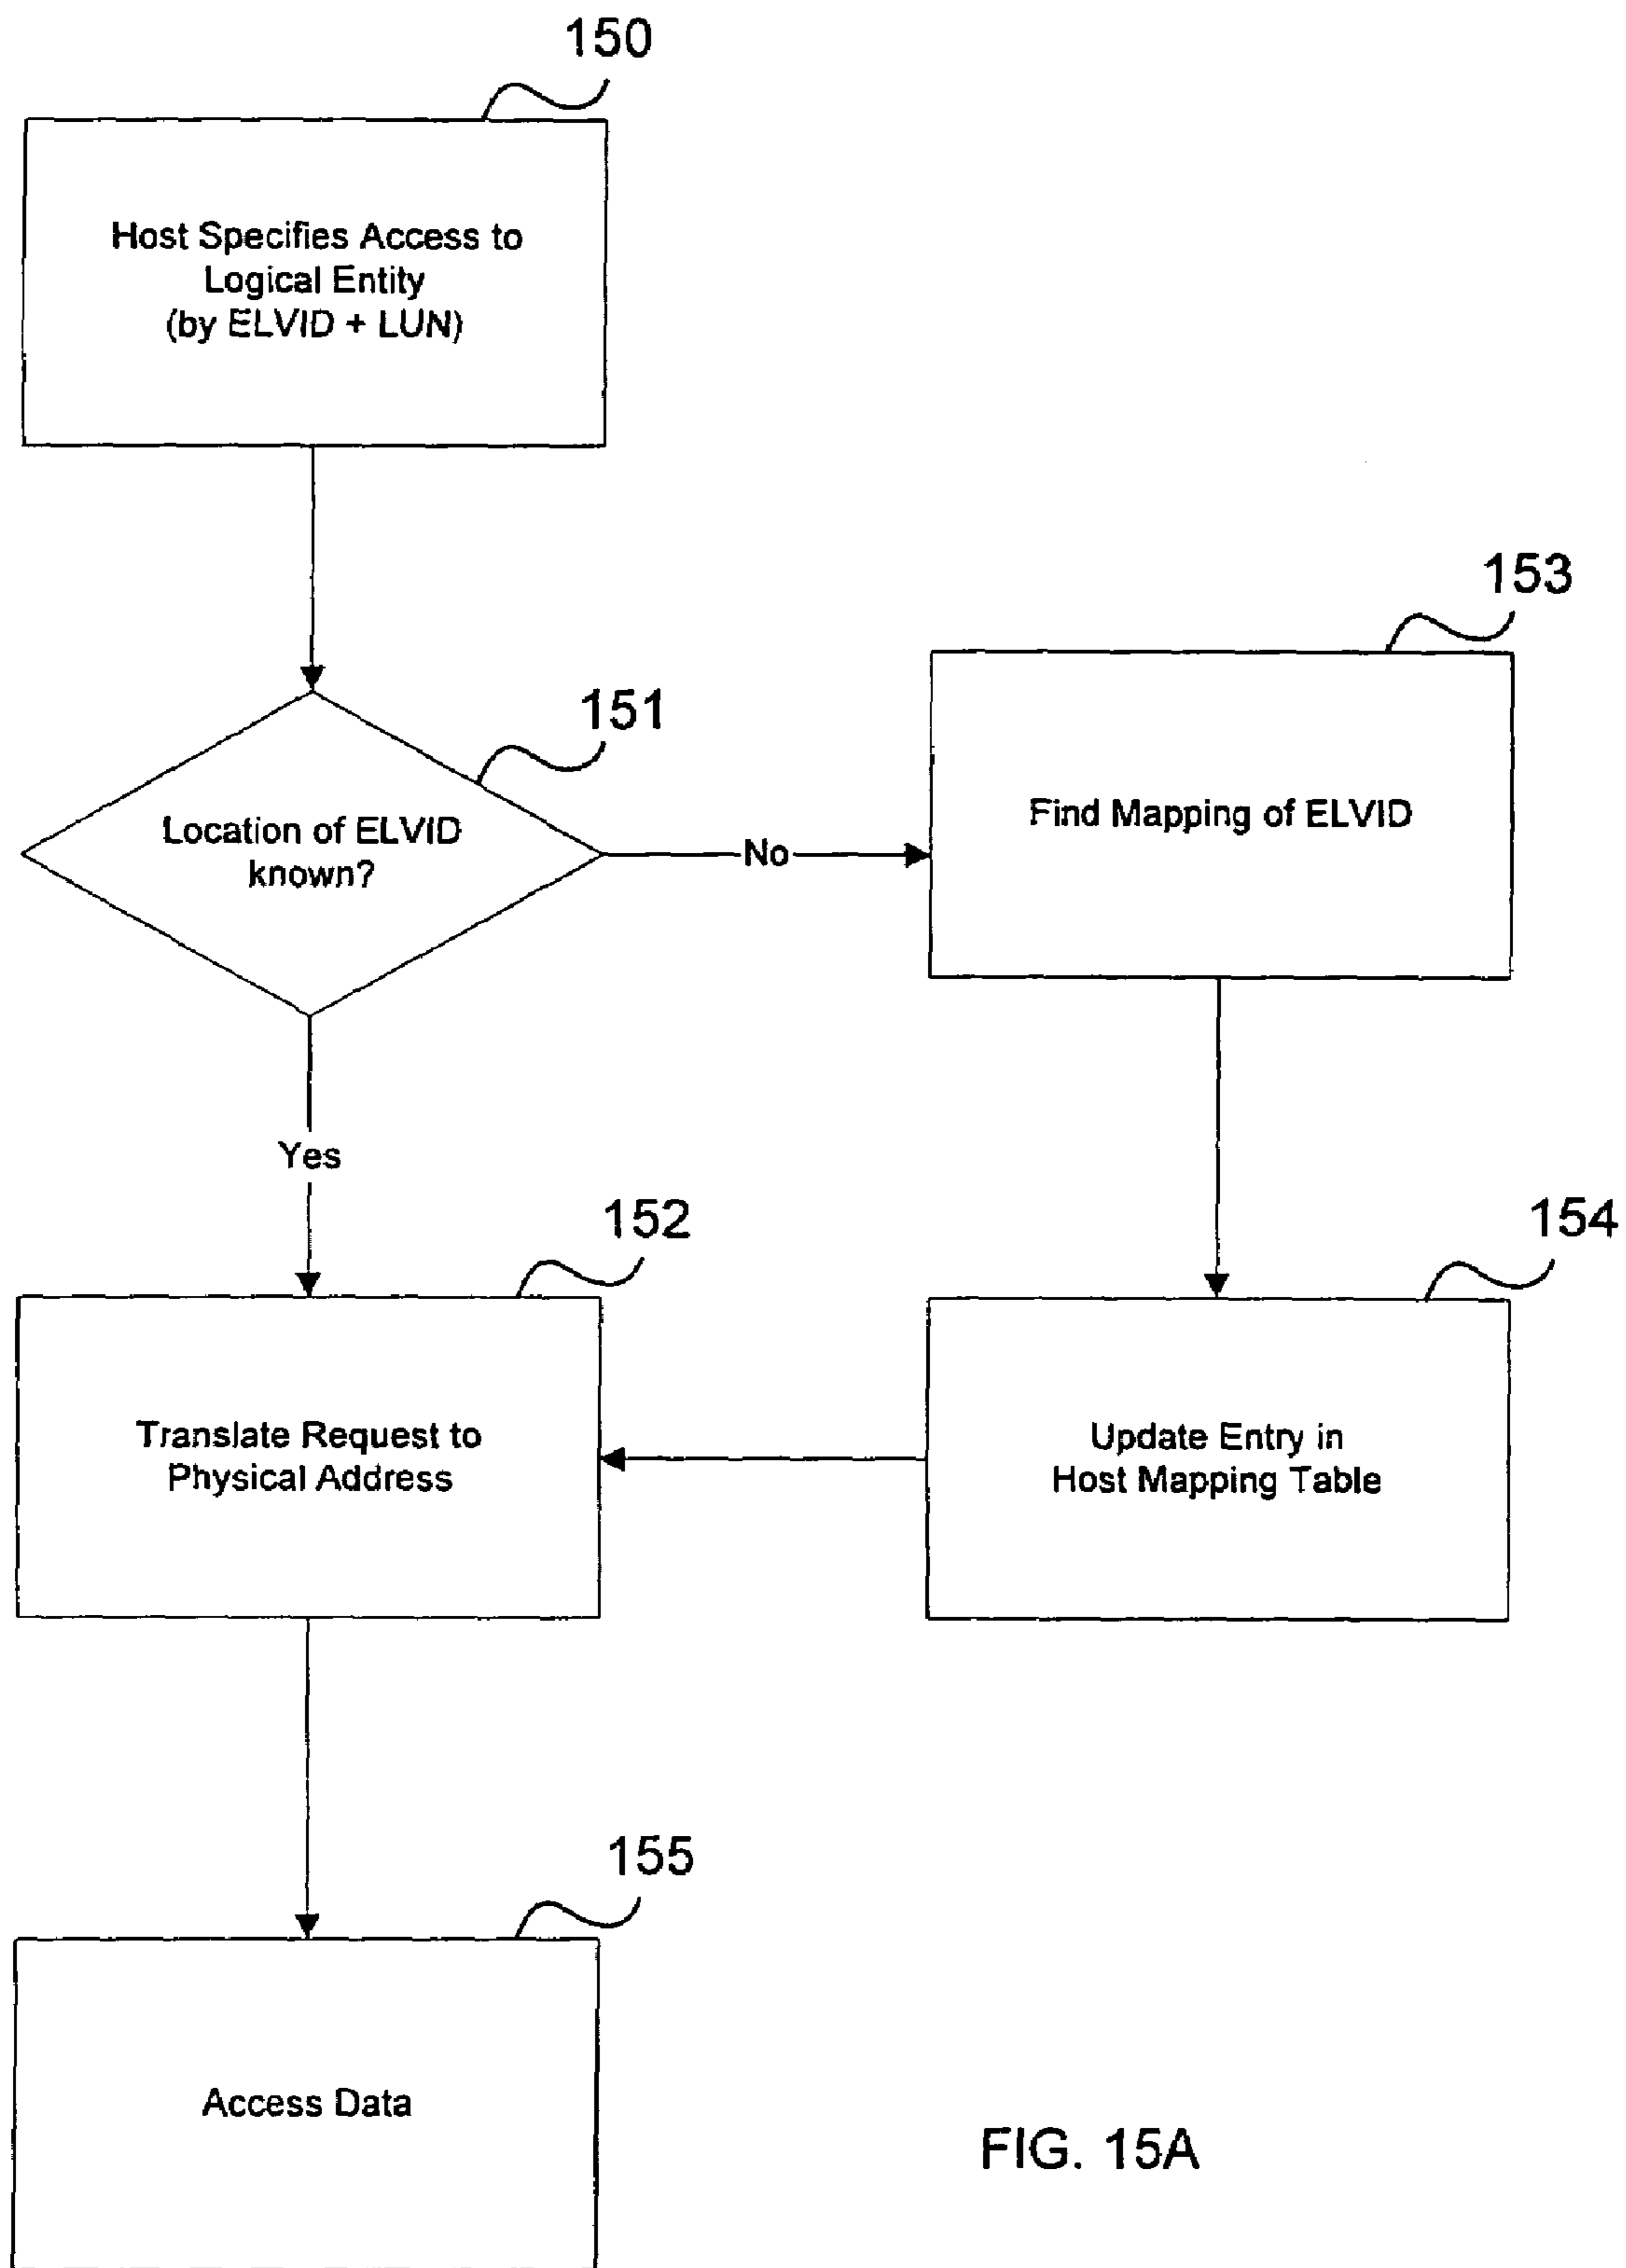 150
Host Specifies Access to
Logical Entity
(by ELVID + LUN)
151
Location of ELVID
known?
No
153
Find Mapping of ELVID
Yes
152
Translate Request to
Physical Address
154
Update Entry in
Host Mapping Table
155
Access Data
FIG. 15A